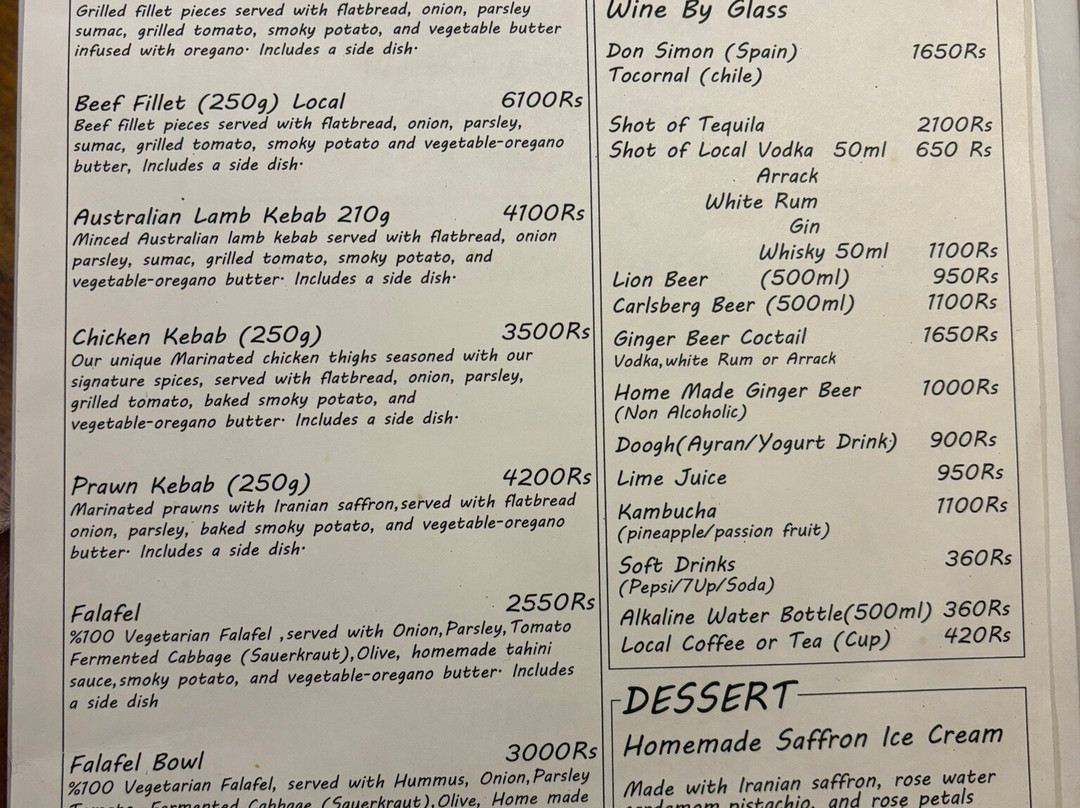 Grilled fillet pieces served with flatbread, onion, parsley
sumac, grilled tomato, smoky potato, and vegetable butter
infused with oregano· Includes a side dish·
Beef Fillet (250g) Local 6100Rs
Beef fillet pieces served with flatbread, onion, parsley,
sumac, grilled tomato, smoky potato and vegetable-oregano
butter, Includes a side dish·
Australian Lamb Kebab 210g 4100Rs
Minced Australian lamb kebab served with flatbread, onion
parsley, sumac, grilled tomato, smoky potato, and
vegetable-oregano butter· Includes a side dish·
Chicken Kebab (250g) 3500Rs
Our unique Marinated chicken thighs seasoned with our
signature spices, served with flatbread, onion, parsley,
grilled tomato, baked smoky potato, and
vegetable-oregano butter· Includes a side dish·
Prawn Kebab (250g) 4200Rs
Marinated prawns with Iranian saffron,served with flatbread
onion, parsley, baked smoky potato, and vegetable-oregano
butter· Includes a side dish·
Falafel 2550Rs
%100 Vegetarian Falafel ,served with Onion,Parsley,Tomato
Fermented Cabbage (Sauerkraut),Olive, homemade tahini
sauce,smoky potato, and vegetable-oregano butter· Includes
a side dish
Falafel Bowl 3000Rs
%100 Vegetarian Falafel, served with Hummus, Onion,Parsley
Tomato, Fermented Cabbage (Sauerkraut),Olive, Home made
Wine By Glass
Don Simon (Spain) 1650Rs
Tocornal (chile)
Shot of Tequila 2100Rs
Shot of Local Vodka 50ml 650 Rs
Arrack
White Rum
Gin
Whisky 50ml 1100Rs
Lion Beer (500ml) 950Rs
Carlsberg Beer (500ml) 1100Rs
Ginger Beer Coctail 1650Rs
Vodka,white Rum or Arrack
Home Made Ginger Beer 1000Rs
(Non Alcoholic)
Doogh(Ayran/Yogurt Drink) 900Rs
Lime Juice 950Rs
Kambucha 1100Rs
(pineapple/passion fruit)
Soft Drinks 360Rs
(Pepsi/7Up/Soda)
Alkaline Water Bottle(500ml) 360Rs
Local Coffee or Tea (Cup) 420Rs
DESSERT
Homemade Saffron Ice Cream
Made with Iranian saffron, rose water
cardamom pistachio, and rose petals